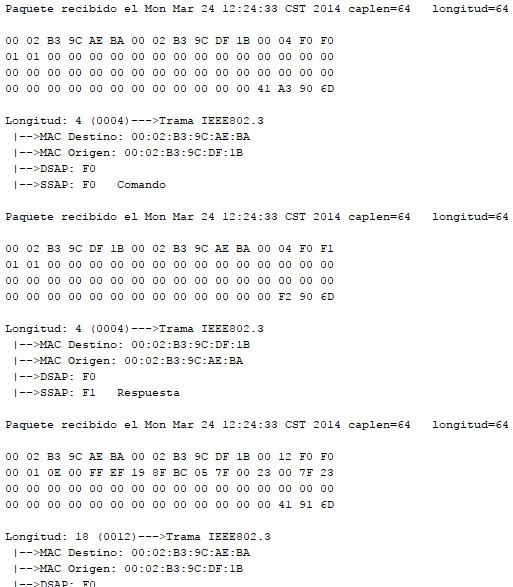 Paquete recibido el Mon Mar 24 12:24:33 CST 2014 caplen=64 longitud=64
00 02 B3 9C AE BA 00 02 B3 9C DF 1B 00 04 F0 F0
01 01 00 00 00 00 00 00 00 00 00 00 00 00 00 00
00 00 00 00 00 00 00 00 00 00 00 00 00 00 00 00
00 00 00 00 00 00 00 00 00 00 00 00 41 A3 90 6D
Longitud: 4 (0004)--->Trama IEEE802.3
|-->MAC Destino: 00:02:B3:9C:AE:BA
|-->MAC Origen: 00:02:B3:9C:DF:1B
|-->DSAP: F0
|-->SSAP: F0 Comando
Paquete recibido el Mon Mar 24 12:24:33 CST 2014 caplen=64 longitud=64
00 02 B3 9C DF 1B 00 02 B3 9C AE BA 00 04 F0 F1
01 01 00 00 00 00 00 00 00 00 00 00 00 00 00 00
00 00 00 00 00 00 00 00 00 00 00 00 00 00 00 00
00 00 00 00 00 00 00 00 00 00 00 00 00 F2 90 6D
Longitud: 4 (0004)--->Trama IEEE802.3
|-->MAC Destino: 00:02:B3:9C:DF:1B
|-->MAC Origen: 00:02:B3:9C:AE:BA
|-->DSAP: F0
|-->SSAP: F1 Respuesta
Paquete recibido el Mon Mar 24 12:24:33 CST 2014 caplen=64 longitud=64
00 02 B3 9C AE BA 00 02 B3 9C DF 1B 00 12 F0 F0
00 01 0E 00 FF EF 19 8F BC 05 7F 00 23 00 7F 23
00 00 00 00 00 00 00 00 00 00 00 00 00 00 00 00
00 00 00 00 00 00 00 00 00 00 00 00 41 91 6D
Longitud: 18 (0012)--->Trama IEEE802.3
|-->MAC Destino: 00:02:B3:9C:AE:BA
|-->MAC Origen: 00:02:B3:9C:DF:1B
|-->DSAP: F0